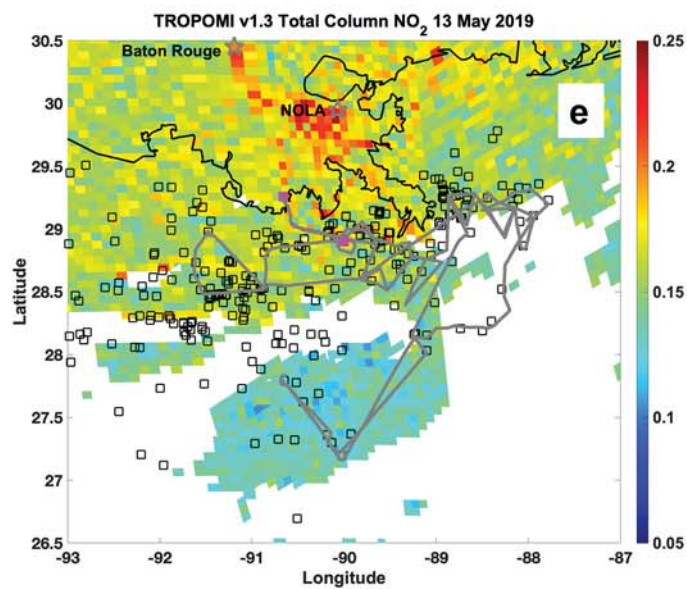 TROPOMI v1.3 Total Column NO2 13 May 2019
30.5
Baton Rouge
0.25
30
NOLA
e
29.5
0.2
29
Latitude
28.5
0.15
28
27.5
0.1
27
26.5
0.05
-93 -92 -91 -90 -89 -88 -87
Longitude